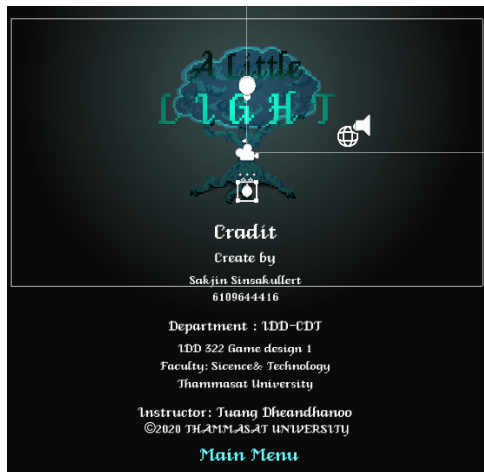 A Little
LIGHT
Cradit
Create by
Sakjin Sinsakullert
6109644416
Department : IDD-CDT
IDD 322 Game design 1
Faculty: Sicence& Technology
Thammasat University
Instructor: Tuang Dheandhanoo
©2020 THAMMASAT UNIVERSITY
Main Menu